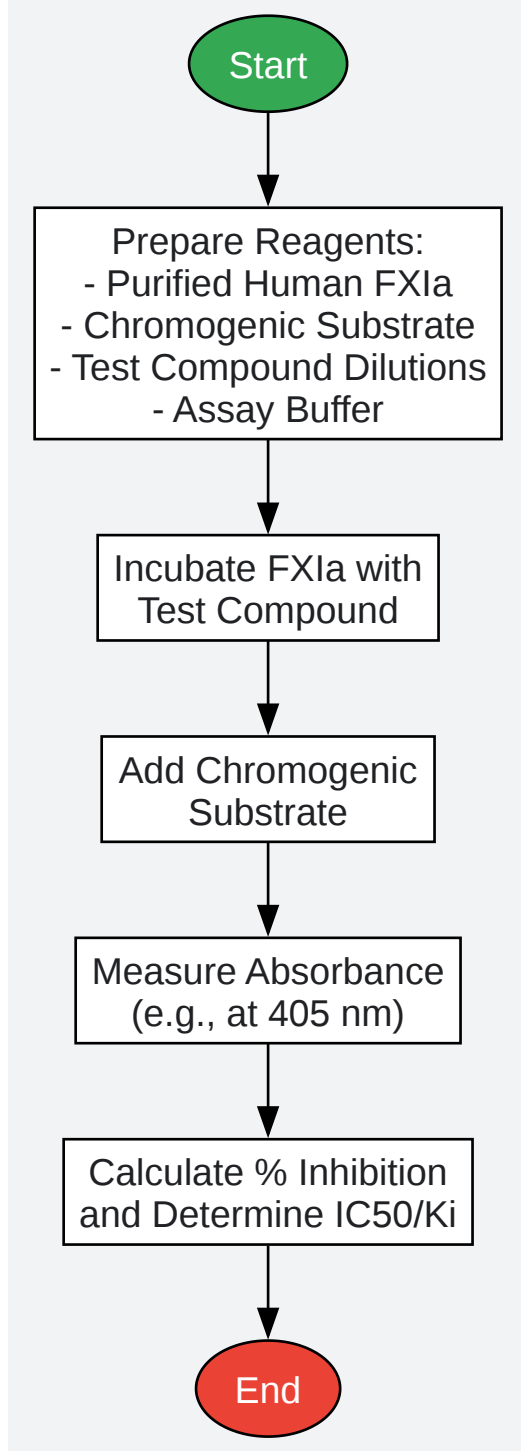 Start
Prepare Reagents:
- Purified Human FXIa
- Chromogenic Substrate
- Test Compound Dilutions
- Assay Buffer
Incubate FXIa with
Test Compound
Add Chromogenic
Substrate
Measure Absorbance
(e.g., at 405 nm)
Calculate % Inhibition
and Determine IC50/Ki
End